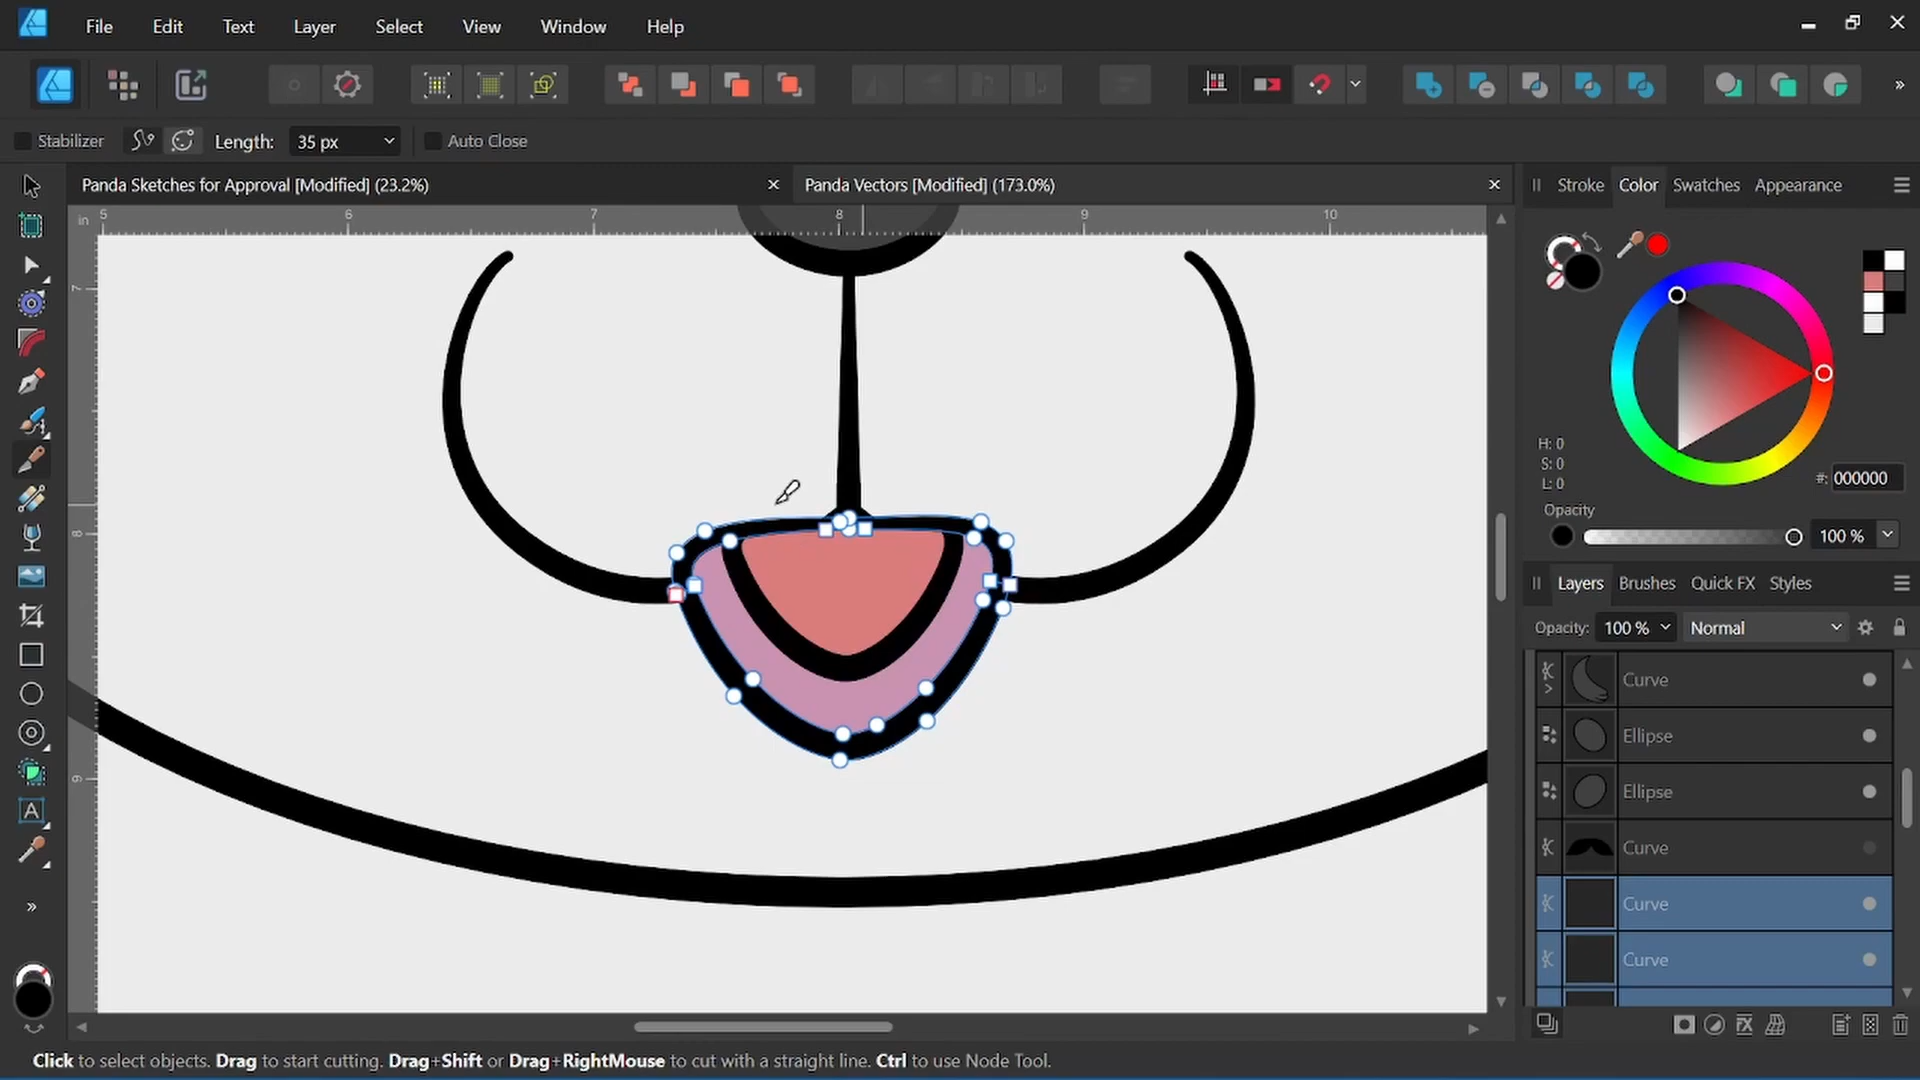 File Edit Text Layer Select View Window Help
Stabilizer Length: 35 px Auto Close
Panda Sketches for Approval [Modified] (23.2%) Panda Vectors [Modified] (173.0%)
Stroke Color Swatches Appearance
in 5 6 7 8 9 10
7
8
9
H: 0
S: 0
L: 0
#: 000000
Opacity
100 %
Layers Brushes Quick FX Styles
Opacity: 100 % Normal
Curve
Ellipse
Ellipse
Curve
Curve
Curve
A
Click to select objects. Drag to start cutting. Drag+Shift or Drag+RightMouse to cut with a straight line. Ctrl to use Node Tool.